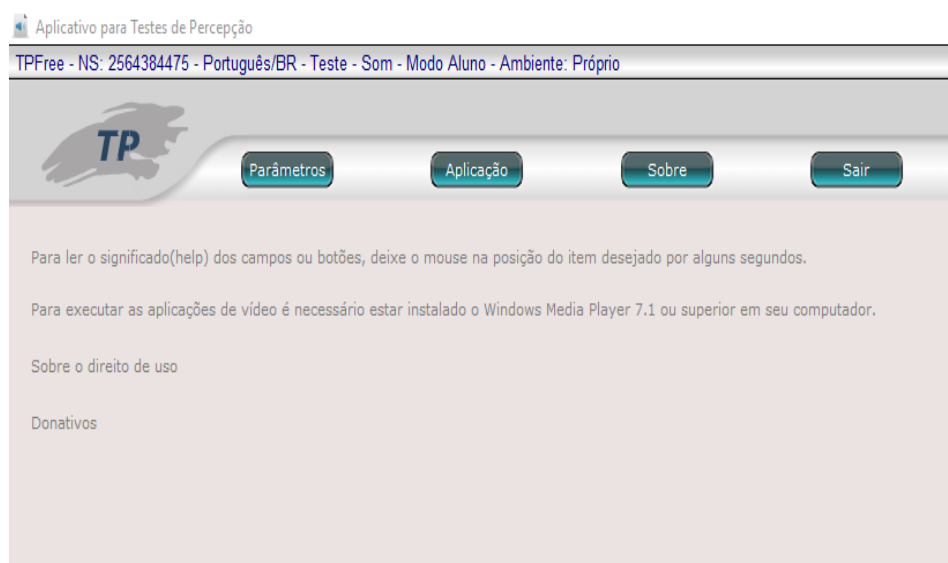 Aplicativo para Testes de Percepção
TPFree - NS: 2564384475 - Português/BR - Teste - Som - Modo Aluno - Ambiente: Próprio
TP
Parâmetros Aplicação Sobre Sair
Para ler o significado(help) dos campos ou botões, deixe o mouse na posição do item desejado por alguns segundos.
Para executar as aplicações de vídeo é necessário estar instalado o Windows Media Player 7.1 ou superior em seu computador.
Sobre o direito de uso
Donativos